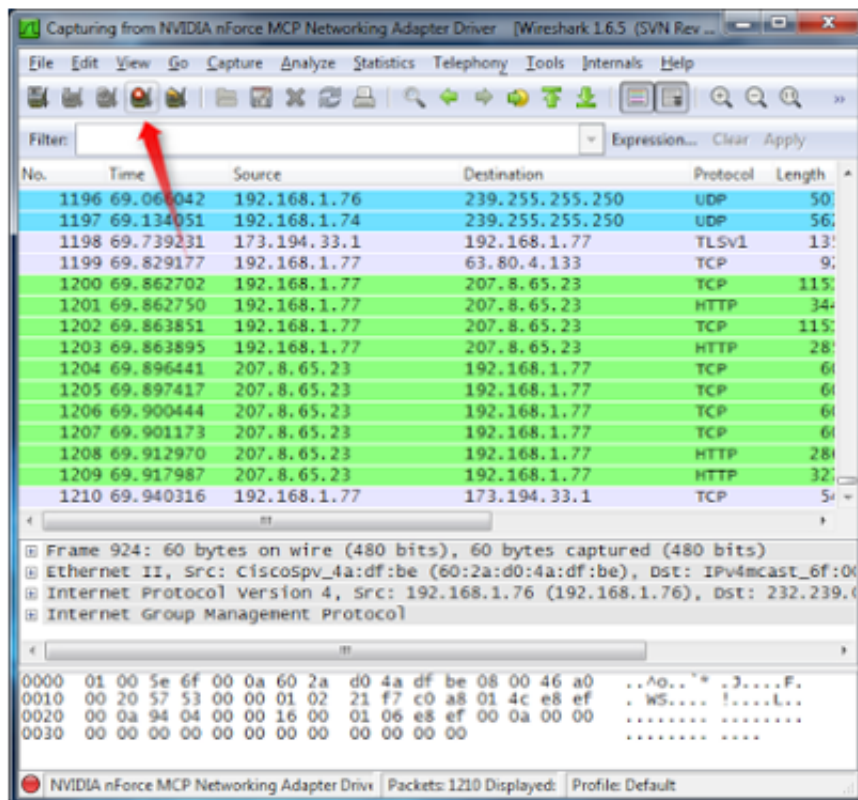 Capturing from NVIDIA nForce MCP Networking Adapter Driver [Wireshark 1.6.5 (SVN Rev ...
File Edit View Go Capture Analyze Statistics Telephony Tools Internals Help
Filter: Expression... Clear Apply
No. Time Source Destination Protocol Length
1196 69.066042 192.168.1.76 239.255.255.250 UDP 50
1197 69.134051 192.168.1.74 239.255.255.250 UDP 56
1198 69.739231 173.194.33.1 192.168.1.77 TLSv1 13
1199 69.829177 192.168.1.77 63.80.4.133 TCP 9
1200 69.862702 192.168.1.77 207.8.65.23 TCP 115
1201 69.862750 192.168.1.77 207.8.65.23 HTTP 34
1202 69.863851 192.168.1.77 207.8.65.23 TCP 115
1203 69.863895 192.168.1.77 207.8.65.23 HTTP 28
1204 69.896441 207.8.65.23 192.168.1.77 TCP 6
1205 69.897417 207.8.65.23 192.168.1.77 TCP 6
1206 69.900444 207.8.65.23 192.168.1.77 TCP 6
1207 69.901173 207.8.65.23 192.168.1.77 TCP 6
1208 69.912970 207.8.65.23 192.168.1.77 HTTP 28
1209 69.917987 207.8.65.23 192.168.1.77 HTTP 32
1210 69.940316 192.168.1.77 173.194.33.1 TCP 5
Frame 924: 60 bytes on wire (480 bits), 60 bytes captured (480 bits)
Ethernet II, Src: CiscoSpv_4a:df:be (60:2a:d0:4a:df:be), Dst: IPv4mcast_6f:00
Internet Protocol Version 4, Src: 192.168.1.76 (192.168.1.76), Dst: 232.239.0
Internet Group Management Protocol
0000 01 00 5e 6f 00 0a 60 2a d0 4a df be 08 00 46 a0 ..^o..`* .J....F.
0010 00 20 57 53 00 00 01 02 21 f7 c0 a8 01 4c e8 ef . WS.... !....L..
0020 00 0a 94 04 00 00 16 00 01 06 e8 ef 00 0a 00 00 ........ ........
0030 00 00 00 00 00 00 00 00 00 00 00 00 ........ ....
NVIDIA nForce MCP Networking Adapter Drive Packets: 1210 Displayed: Profile: Default